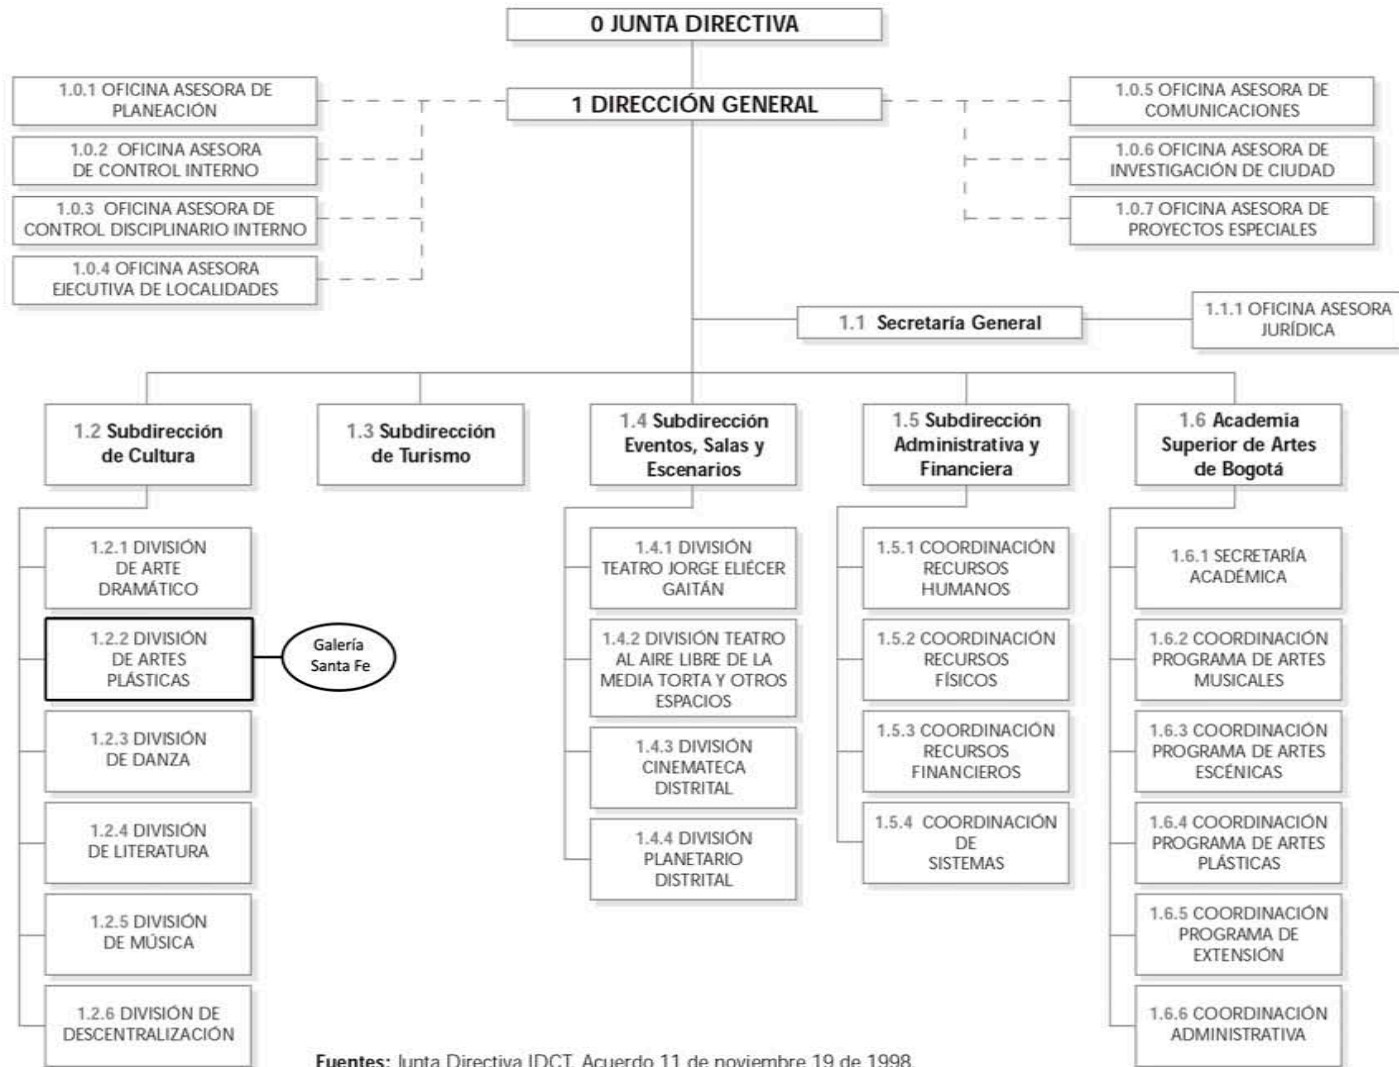 0 JUNTA DIRECTIVA
1 DIRECCIÓN GENERAL
1.0.1 OFICINA ASESORA DE
PLANEACIÓN
1.0.2 OFICINA ASESORA
DE CONTROL INTERNO
1.0.3 OFICINA ASESORA DE
CONTROL DISCIPLINARIO INTERNO
1.0.4 OFICINA ASESORA
EJECUTIVA DE LOCALIDADES
1.0.5 OFICINA ASESORA DE
COMUNICACIONES
1.0.6 OFICINA ASESORA DE
INVESTIGACIÓN DE CIUDAD
1.0.7 OFICINA ASESORA DE
PROYECTOS ESPECIALES
1.1 Secretaría General
1.1.1 OFICINA ASESORA
JURÍDICA
1.2 Subdirección
de Cultura
1.2.1 DIVISIÓN
DE ARTE
DRAMÁTICO
1.2.2 DIVISIÓN
DE ARTES
PLÁSTICAS
Galería
Santa Fe
1.2.3 DIVISIÓN
DE DANZA
1.2.4 DIVISIÓN
DE LITERATURA
1.2.5 DIVISIÓN
DE MÚSICA
1.2.6 DIVISIÓN DE
DESCENTRALIZACIÓN
1.3 Subdirección
de Turismo
1.4 Subdirección
Eventos, Salas y
Escenarios
1.4.1 DIVISIÓN
TEATRO JORGE ELIÉCER
GAITÁN
1.4.2 DIVISIÓN TEATRO
AL AIRE LIBRE DE LA
MEDIA TORTA Y OTROS
ESPACIOS
1.4.3 DIVISIÓN
CINEMATECA
DISTRITAL
1.4.4 DIVISIÓN
PLANETARIO
DISTRITAL
1.5 Subdirección
Administrativa y
Financiera
1.5.1 COORDINACIÓN
RECURSOS
HUMANOS
1.5.2 COORDINACIÓN
RECURSOS
FÍSICOS
1.5.3 COORDINACIÓN
RECURSOS
FINANCIEROS
1.5.4 COORDINACIÓN
DE
SISTEMAS
1.6 Academia
Superior de Artes
de Bogotá
1.6.1 SECRETARÍA
ACADÉMICA
1.6.2 COORDINACIÓN
PROGRAMA DE ARTES
MUSICALES
1.6.3 COORDINACIÓN
PROGRAMA DE ARTES
ESCÉNICAS
1.6.4 COORDINACIÓN
PROGRAMA DE ARTES
PLÁSTICAS
1.6.5 COORDINACIÓN
PROGRAMA DE
EXTENSIÓN
1.6.6 COORDINACIÓN
ADMINISTRATIVA
Fuentes: Junta Directiva IDCT. Acuerdo 11 de noviembre 19 de 1998.